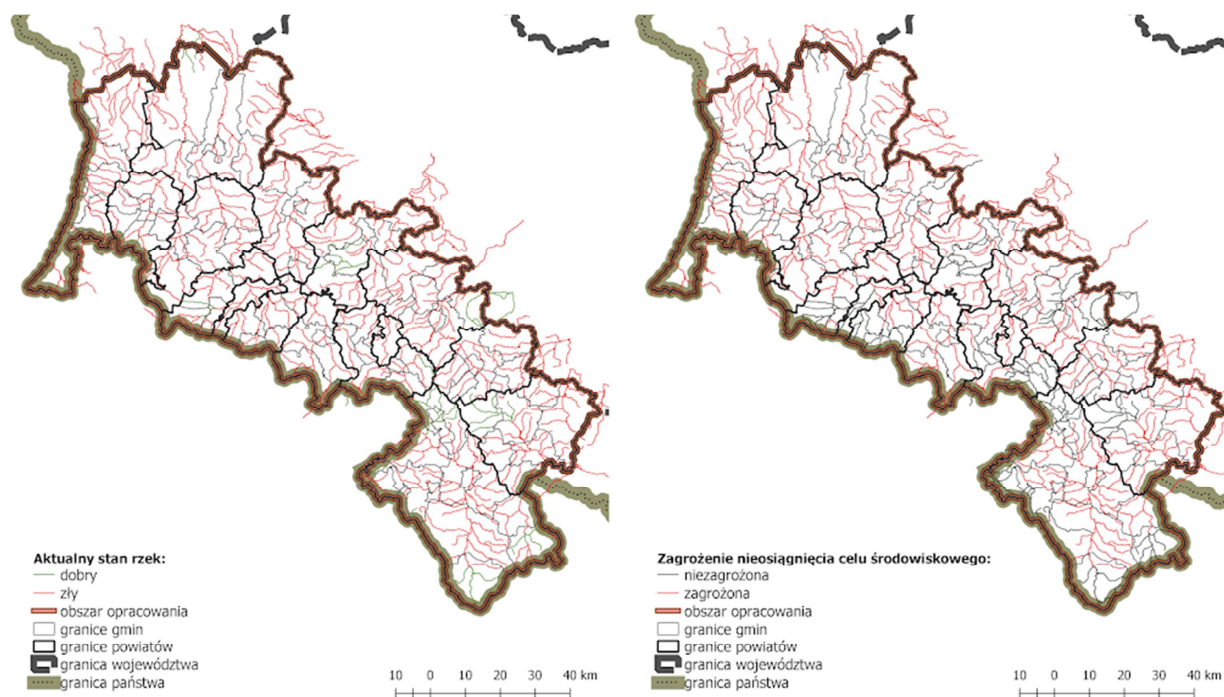 Aktualny stan rzek:
dobry
zły
obszar opracowania
granice gmin
granice powiatów
granica województwa
granica państwa
10 0 10 20 30 40 km
Zagrożenie nieosiągnięcia celu środowiskowego:
niezagrożona
zagrożona
obszar opracowania
granice gmin
granice powiatów
granica województwa
granica państwa
10 0 10 20 30 40 km